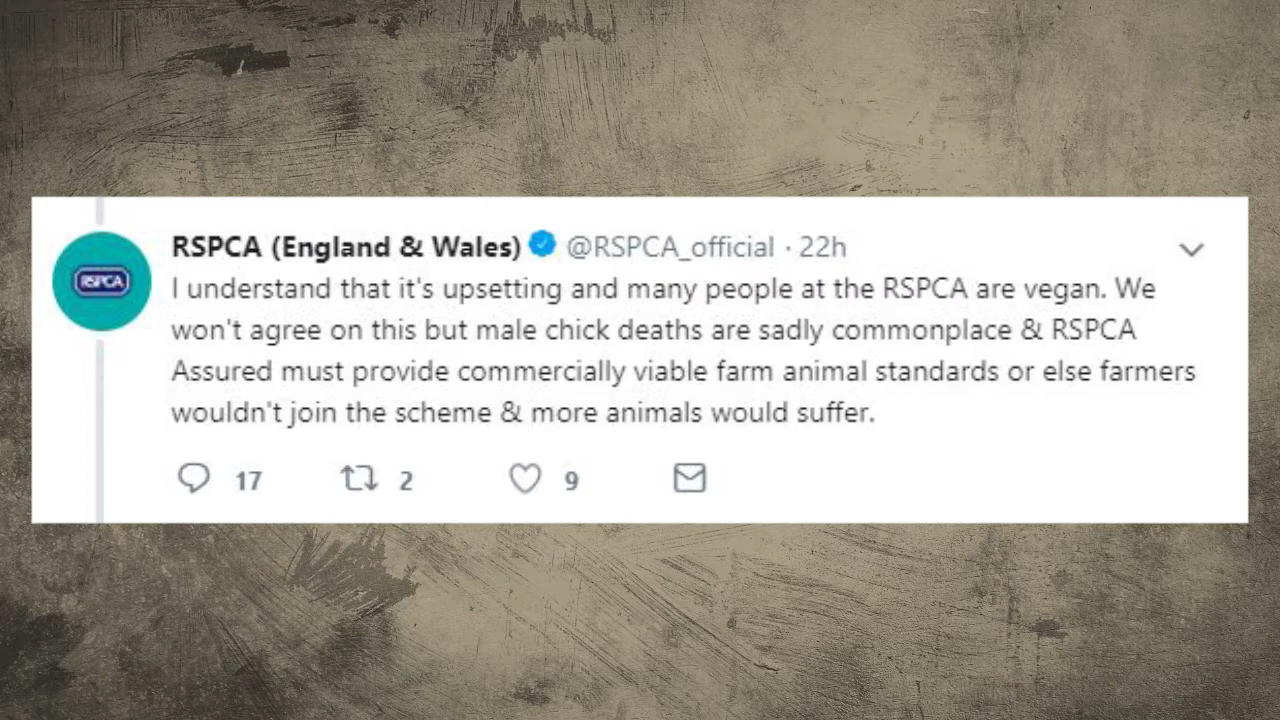 RSPCA (England & Wales) @RSPCA_official · 22h
RSPCA
I understand that it's upsetting and many people at the RSPCA are vegan. We
won't agree on this but male chick deaths are sadly commonplace & RSPCA
Assured must provide commercially viable farm animal standards or else farmers
wouldn't join the scheme & more animals would suffer.
17 2 9